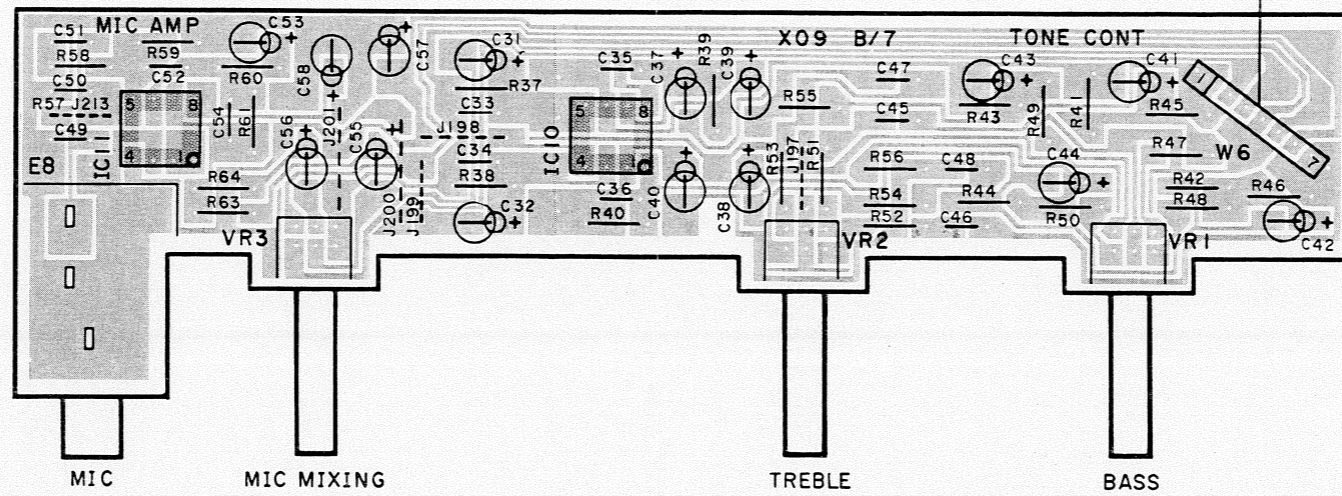 C51 MIC AMP C53 C57 C31 C35 C37 R39 C39 X09 B/7 TONE CONT
R58 R59 C58 C47 C43 C41
C50 C52 R60 R37 1
R57 J213 5 8 C54 R61 J201 C33 5 8 R55 C45 R43 R49 R41 R45
C49 C56 C55 J198 IC10
IC11 4 1 C34 4 1 R53 J197 R51 R56 C48 C44 R47 W6 7
E8 R64 R38 C36 C40 R54 R44 R42 R46
R63 J200 J199 C32 R40 C38 R52 C46 R50 R48
VR3 VR2 VR1 C42
MIC MIC MIXING TREBLE BASS